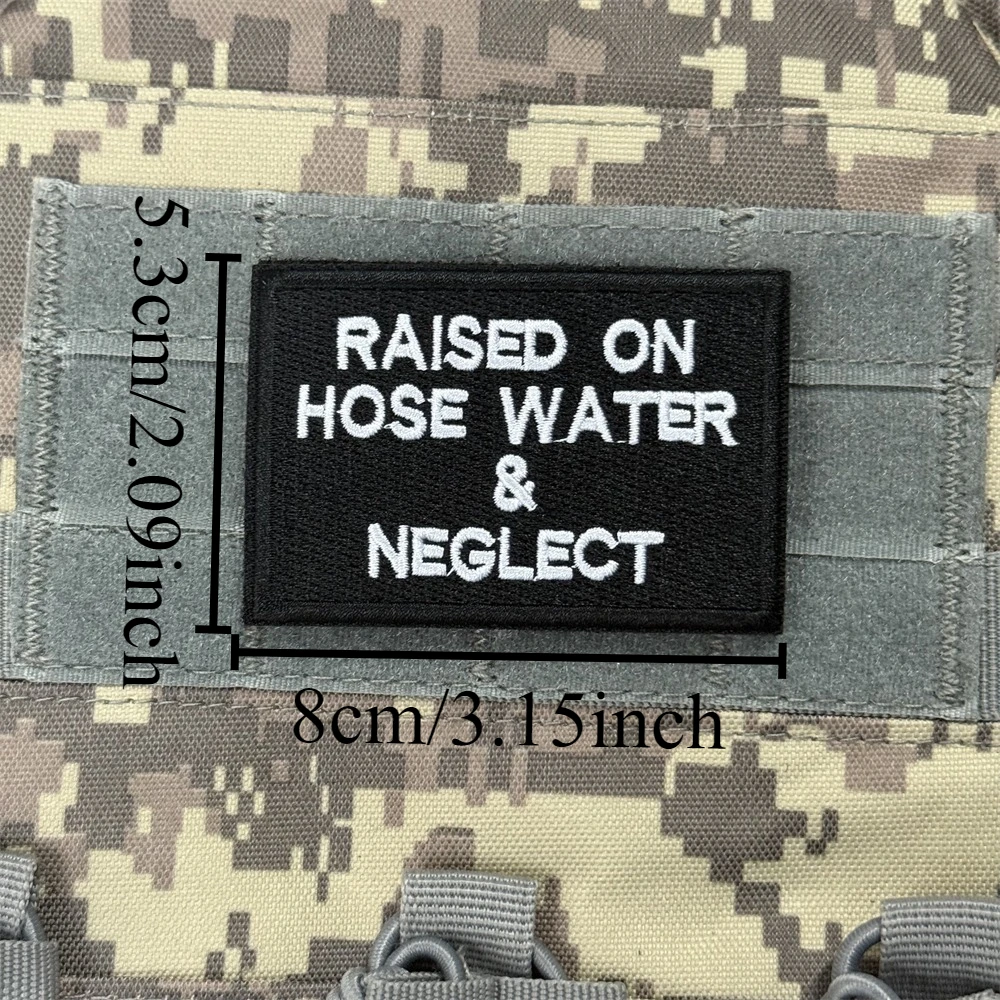 RAISED ON
HOSE WATER
&
NEGLECT
5.3cm/2.09inch
8cm/3.15inch